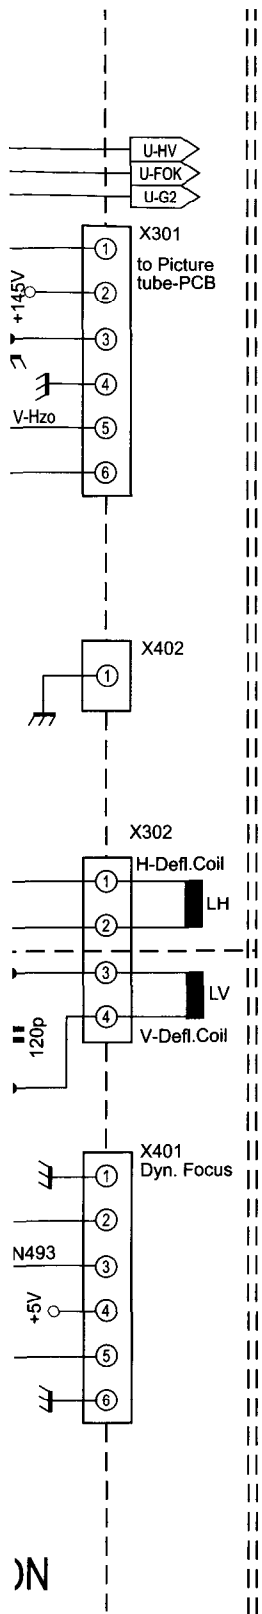 U-HV
U-FOK
U-G2
X301
to Picture
tube-PCB
1
+145V
2
3
4
V-Hzo
5
6
X402
1
X302
H-Defl.Coil
1
LH
2
3
LV
120p
4
V-Defl.Coil
X401
Dyn. Focus
1
2
N493
3
+5V
4
5
6
)N